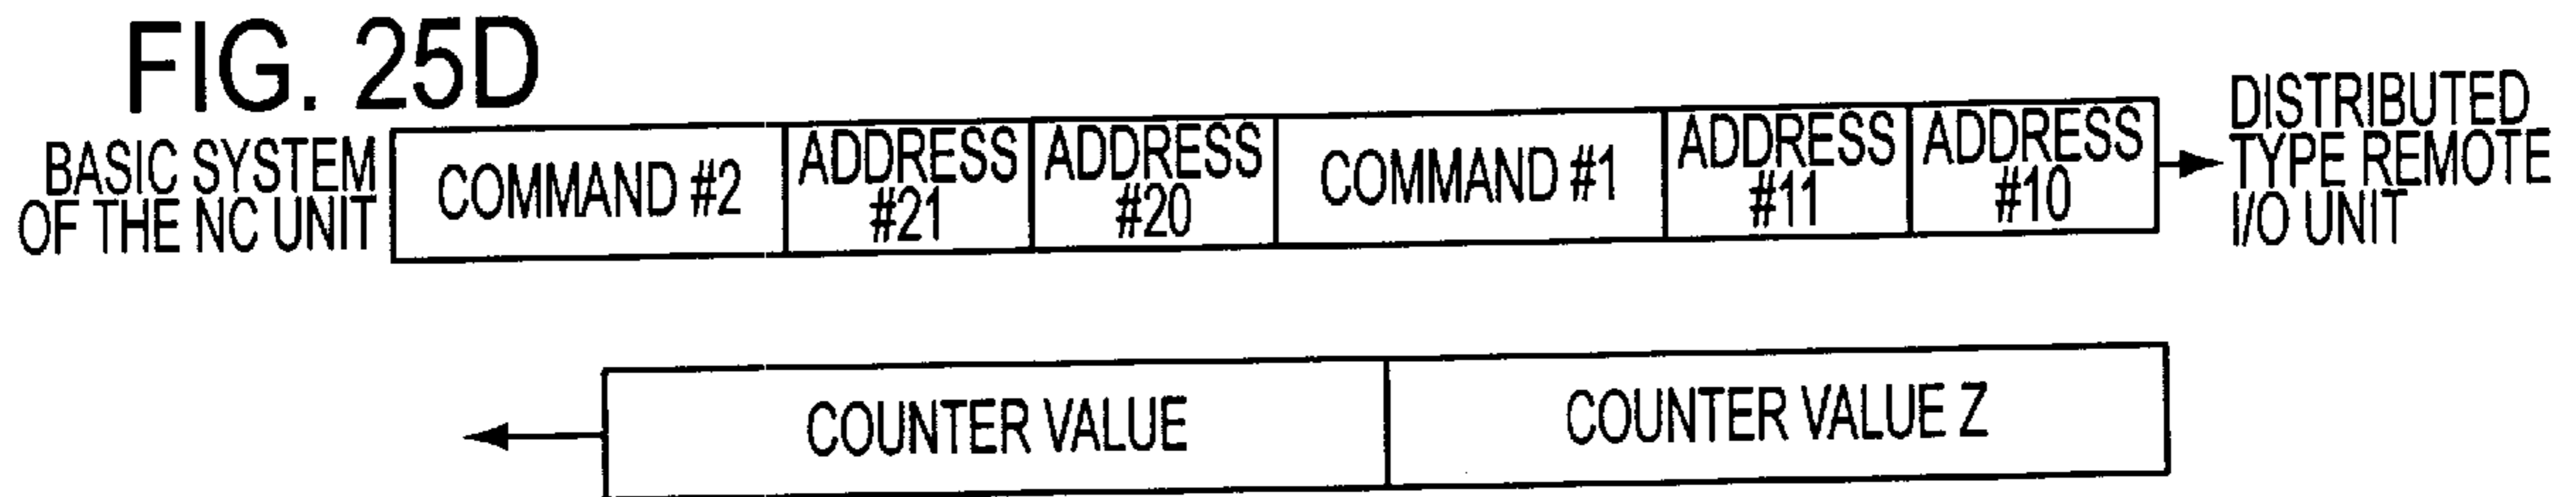 FIG. 25D
BASIC SYSTEM
OF THE NC UNIT
COMMAND #2
ADDRESS
#21
ADDRESS
#20
COMMAND #1
ADDRESS
#11
ADDRESS
#10
DISTRIBUTED
TYPE REMOTE
I/O UNIT
COUNTER VALUE
COUNTER VALUE Z